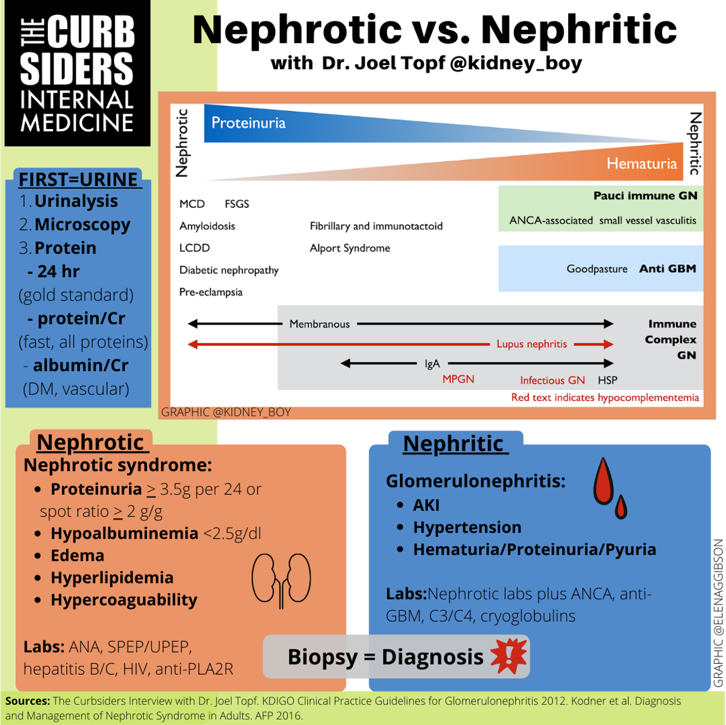 THE CURB
SIDERS
INTERNAL
MEDICINE
Nephrotic vs. Nephritic
with Dr. Joel Topf @kidney_boy
FIRST=URINE
1. Urinalysis
2. Microscopy
3. Protein
- 24 hr
(gold standard)
- protein/Cr
(fast, all proteins)
- albumin/Cr
(DM, vascular)
Nephrotic
Proteinuria
Nephritic
Hematuria
MCD FSGS
Amyloidosis
LCDD
Diabetic nephropathy
Pre-eclampsia
Fibrillary and immunotactoid
Alport Syndrome
Pauci immune GN
ANCA-associated small vessel vasculitis
Goodpasture Anti GBM
Membranous
Lupus nephritis
IgA
MPGN Infectious GN HSP
Immune
Complex
GN
Red text indicates hypocomplementemia
GRAPHIC @KIDNEY_BOY
Nephrotic
Nephrotic syndrome:
• Proteinuria ≥ 3.5g per 24 or
spot ratio ≥ 2 g/g
• Hypoalbuminemia <2.5g/dl
• Edema
• Hyperlipidemia
• Hypercoaguability
Labs: ANA, SPEP/UPEP,
hepatitis B/C, HIV, anti-PLA2R
Nephritic
Glomerulonephritis:
• AKI
• Hypertension
• Hematuria/Proteinuria/Pyuria
Labs:Nephrotic labs plus ANCA, anti-
GBM, C3/C4, cryoglobulins
Biopsy = Diagnosis !
GRAPHIC @ELENAGGIBSON
Sources: The Curbsiders Interview with Dr. Joel Topf. KDIGO Clinical Practice Guidelines for Glomerulonephritis 2012. Kodner et al. Diagnosis
and Management of Nephrotic Syndrome in Adults. AFP 2016.